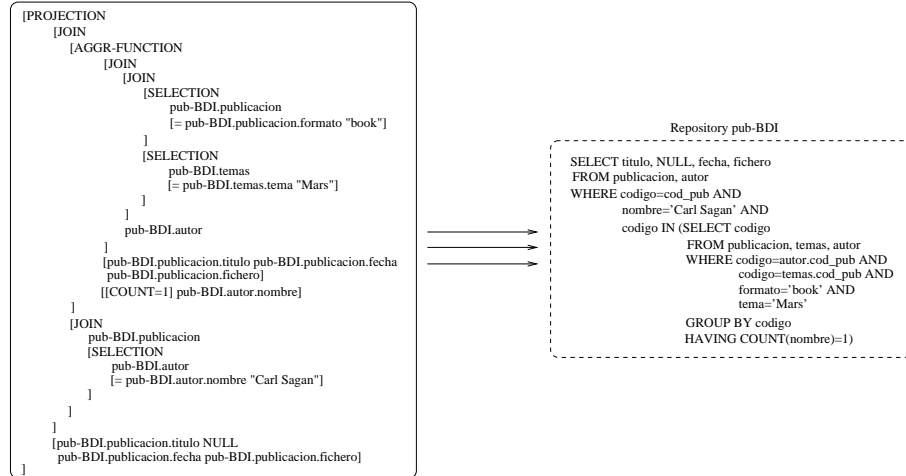 [PROJECTION
[JOIN
[AGGR-FUNCTION
[JOIN
[JOIN
[SELECTION
pub-BDI.publicacion
[= pub-BDI.publicacion.formato "book"]
]
[SELECTION
pub-BDI.temas
[= pub-BDI.temas.tema "Mars"]
]
]
pub-BDI.autor
]
[pub-BDI.publicacion.titulo pub-BDI.publicacion.fecha
pub-BDI.publicacion.fichero]
[[COUNT=1] pub-BDI.autor.nombre]
]
[JOIN
pub-BDI.publicacion
[SELECTION
pub-BDI.autor
[= pub-BDI.autor.nombre "Carl Sagan"]
]
]
]
[pub-BDI.publicacion.titulo NULL
pub-BDI.publicacion.fecha pub-BDI.publicacion.fichero]
]
Repository pub-BDI
SELECT titulo, NULL, fecha, fichero
FROM publicacion, autor
WHERE codigo=cod_pub AND
nombre='Carl Sagan' AND
codigo IN (SELECT codigo
FROM publicacion, temas, autor
WHERE codigo=autor.cod_pub AND
codigo=temas.cod_pub AND
formato='book' AND
tema='Mars'
GROUP BY codigo
HAVING COUNT(nombre)=1)